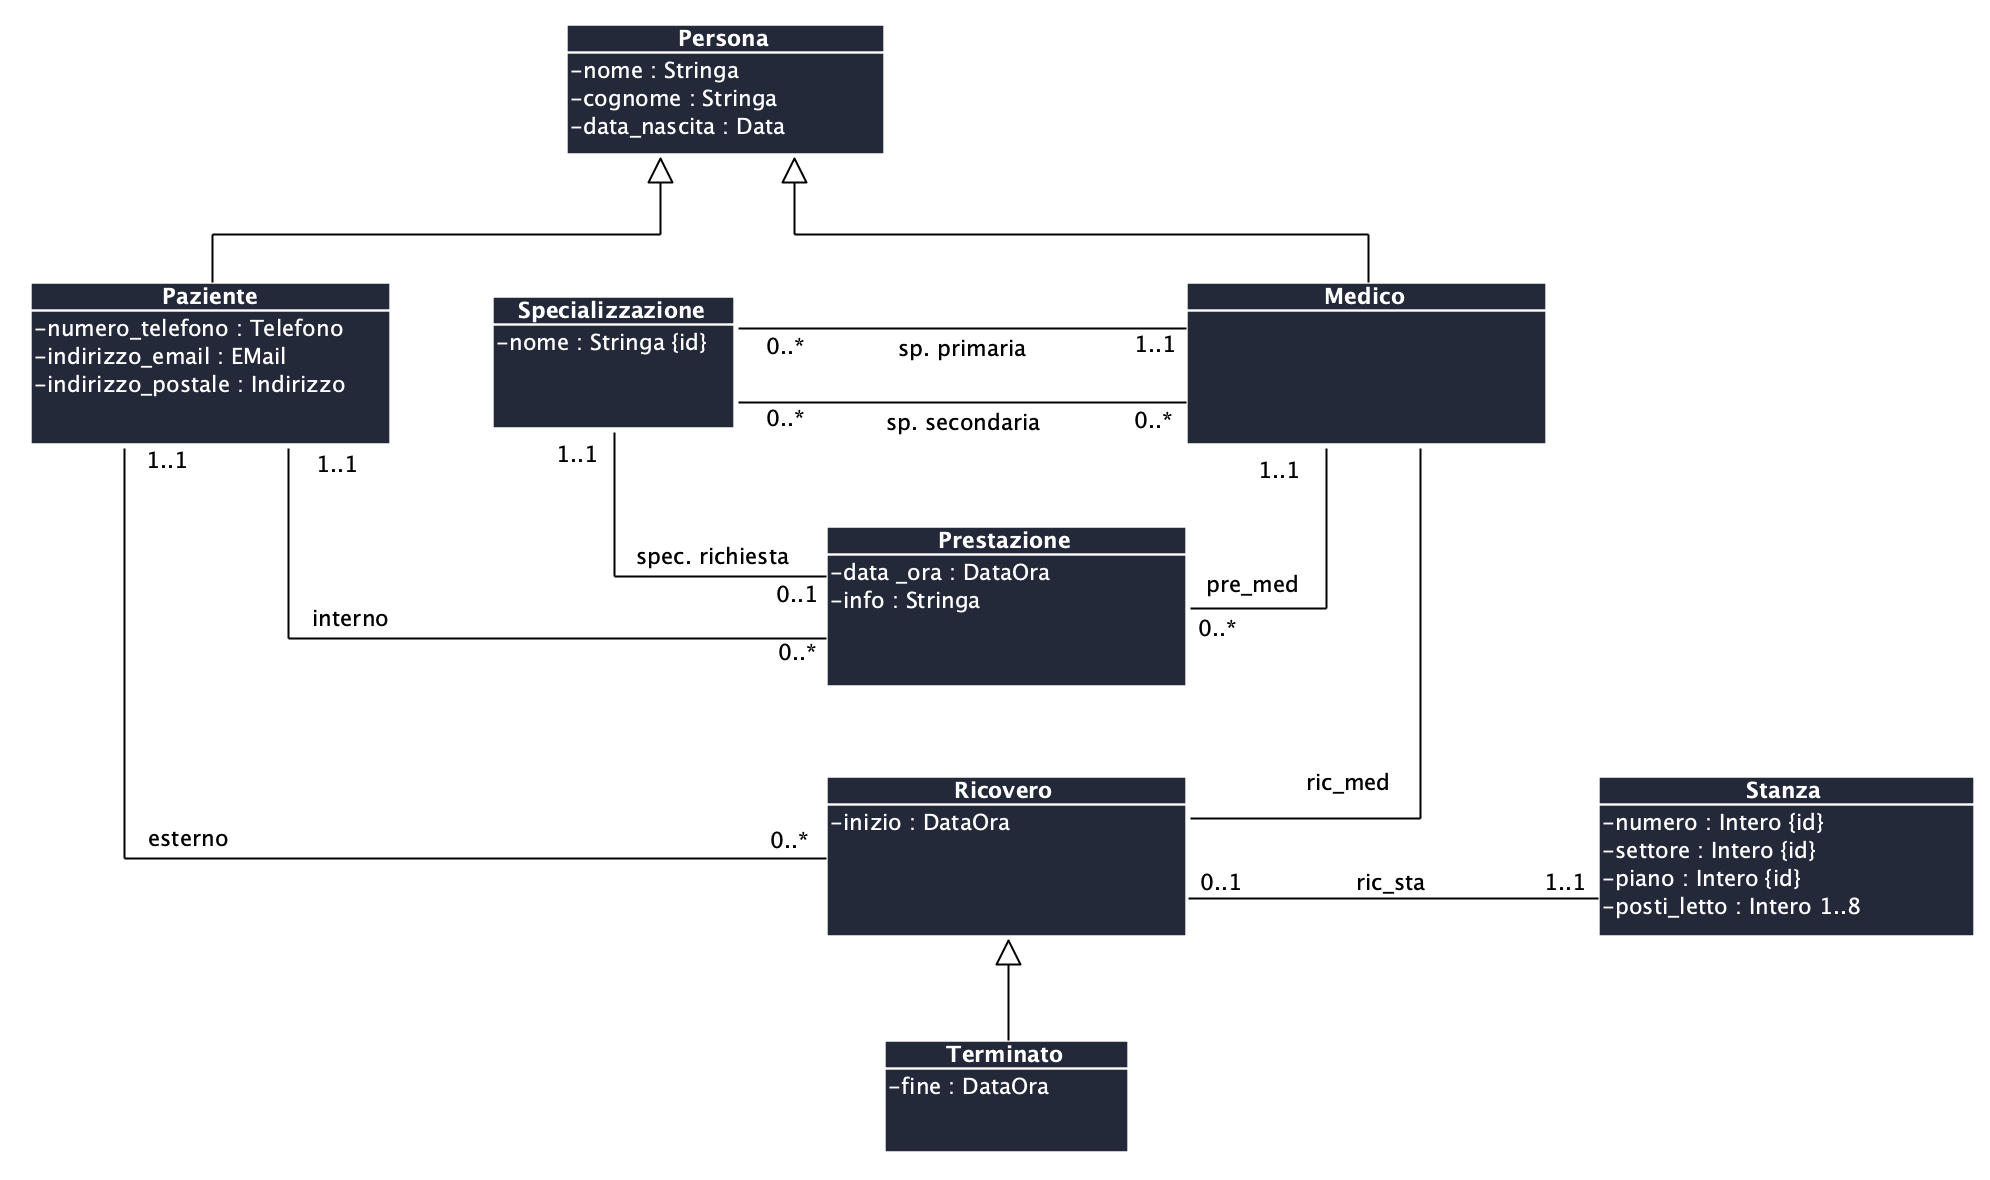 Persona
-nome : Stringa
-cognome : Stringa
-data_nascita : Data
Paziente
-numero_telefono : Telefono
-indirizzo_email : EMail
-indirizzo_postale : Indirizzo
Specializzazione
-nome : Stringa {id}
Medico
0..*
sp. primaria
1..1
0..*
sp. secondaria
0..*
1..1
1..1
1..1
1..1
Prestazione
-data _ora : DataOra
-info : Stringa
spec. richiesta
0..1
pre_med
0..*
interno
0..*
Ricovero
-inizio : DataOra
ric_med
Stanza
-numero : Intero {id}
-settore : Intero {id}
-piano : Intero {id}
-posti_letto : Intero 1..8
esterno
0..*
0..1
ric_sta
1..1
Terminato
-fine : DataOra